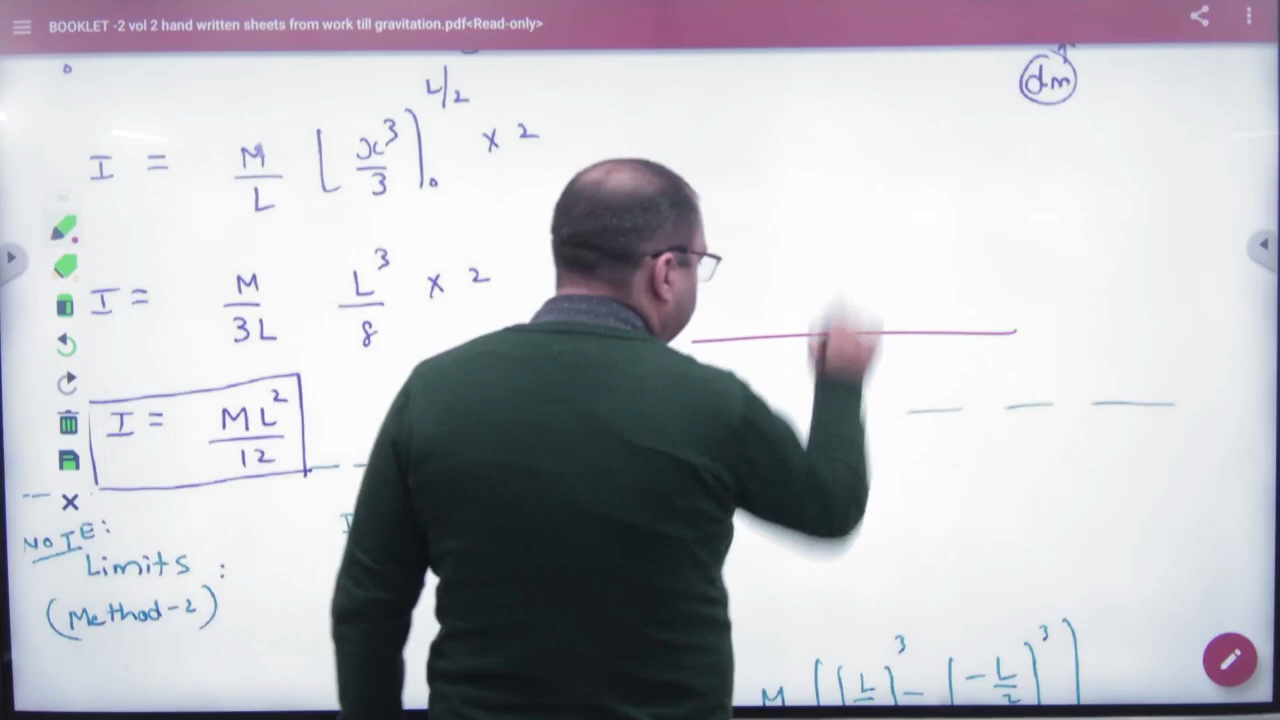 BOOKLET -2 vol 2 hand written sheets from work till gravitation.pdf<Read-only>
dm
I = M/L [x³/3]₀^(L/2) × 2
I = M/3L L³/8 × 2
I = ML²/12
NOTE:
Limits :
(Method-2)
M [(L/2)³ - (-L/2)³]